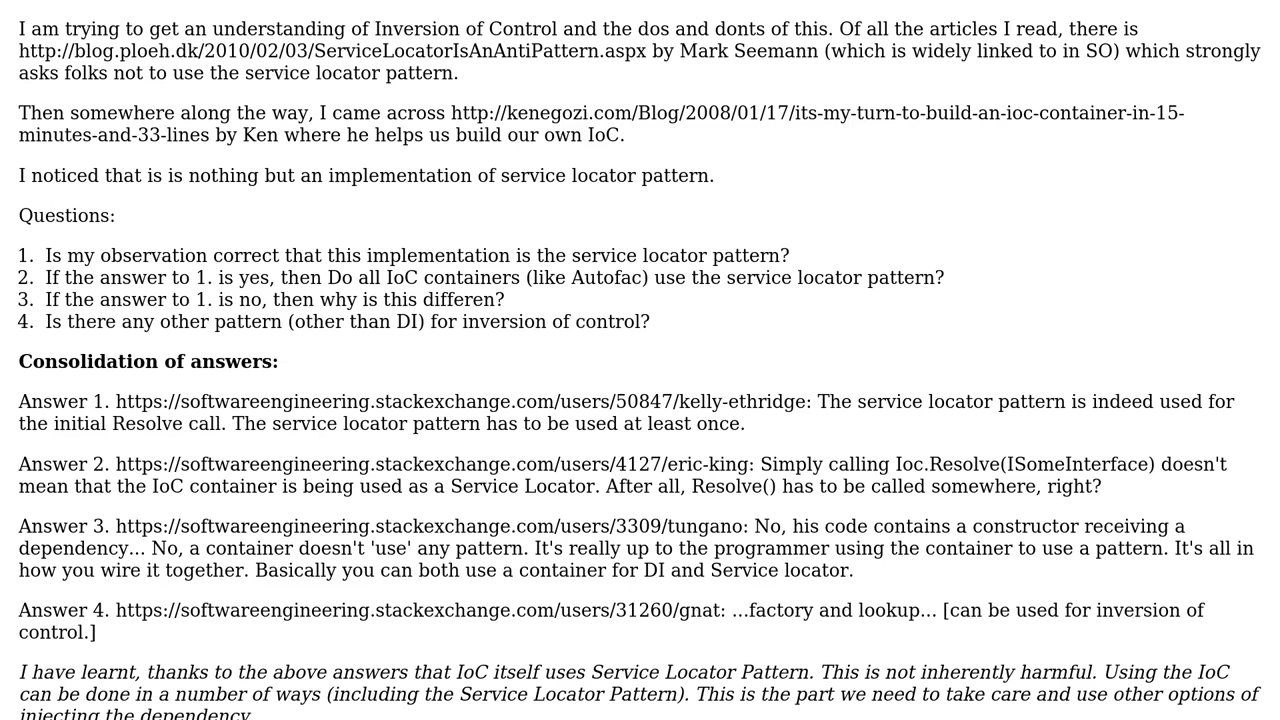 I am trying to get an understanding of Inversion of Control and the dos and donts of this. Of all the articles I read, there is
http://blog.ploeh.dk/2010/02/03/ServiceLocatorIsAnAntiPattern.aspx by Mark Seemann (which is widely linked to in SO) which strongly
asks folks not to use the service locator pattern.
Then somewhere along the way, I came across http://kenegozi.com/Blog/2008/01/17/its-my-turn-to-build-an-ioc-container-in-15-
minutes-and-33-lines by Ken where he helps us build our own IoC.
I noticed that is is nothing but an implementation of service locator pattern.
Questions:
1. Is my observation correct that this implementation is the service locator pattern?
2. If the answer to 1. is yes, then Do all IoC containers (like Autofac) use the service locator pattern?
3. If the answer to 1. is no, then why is this differen?
4. Is there any other pattern (other than DI) for inversion of control?
Consolidation of answers:
Answer 1. https://softwareengineering.stackexchange.com/users/50847/kelly-ethridge: The service locator pattern is indeed used for
the initial Resolve call. The service locator pattern has to be used at least once.
Answer 2. https://softwareengineering.stackexchange.com/users/4127/eric-king: Simply calling Ioc.Resolve(ISomeInterface) doesn't
mean that the IoC container is being used as a Service Locator. After all, Resolve() has to be called somewhere, right?
Answer 3. https://softwareengineering.stackexchange.com/users/3309/tungano: No, his code contains a constructor receiving a
dependency... No, a container doesn't 'use' any pattern. It's really up to the programmer using the container to use a pattern. It's all in
how you wire it together. Basically you can both use a container for DI and Service locator.
Answer 4. https://softwareengineering.stackexchange.com/users/31260/gnat: ...factory and lookup... [can be used for inversion of
control.]
I have learnt, thanks to the above answers that IoC itself uses Service Locator Pattern. This is not inherently harmful. Using the IoC
can be done in a number of ways (including the Service Locator Pattern). This is the part we need to take care and use other options of
injecting the dependency.